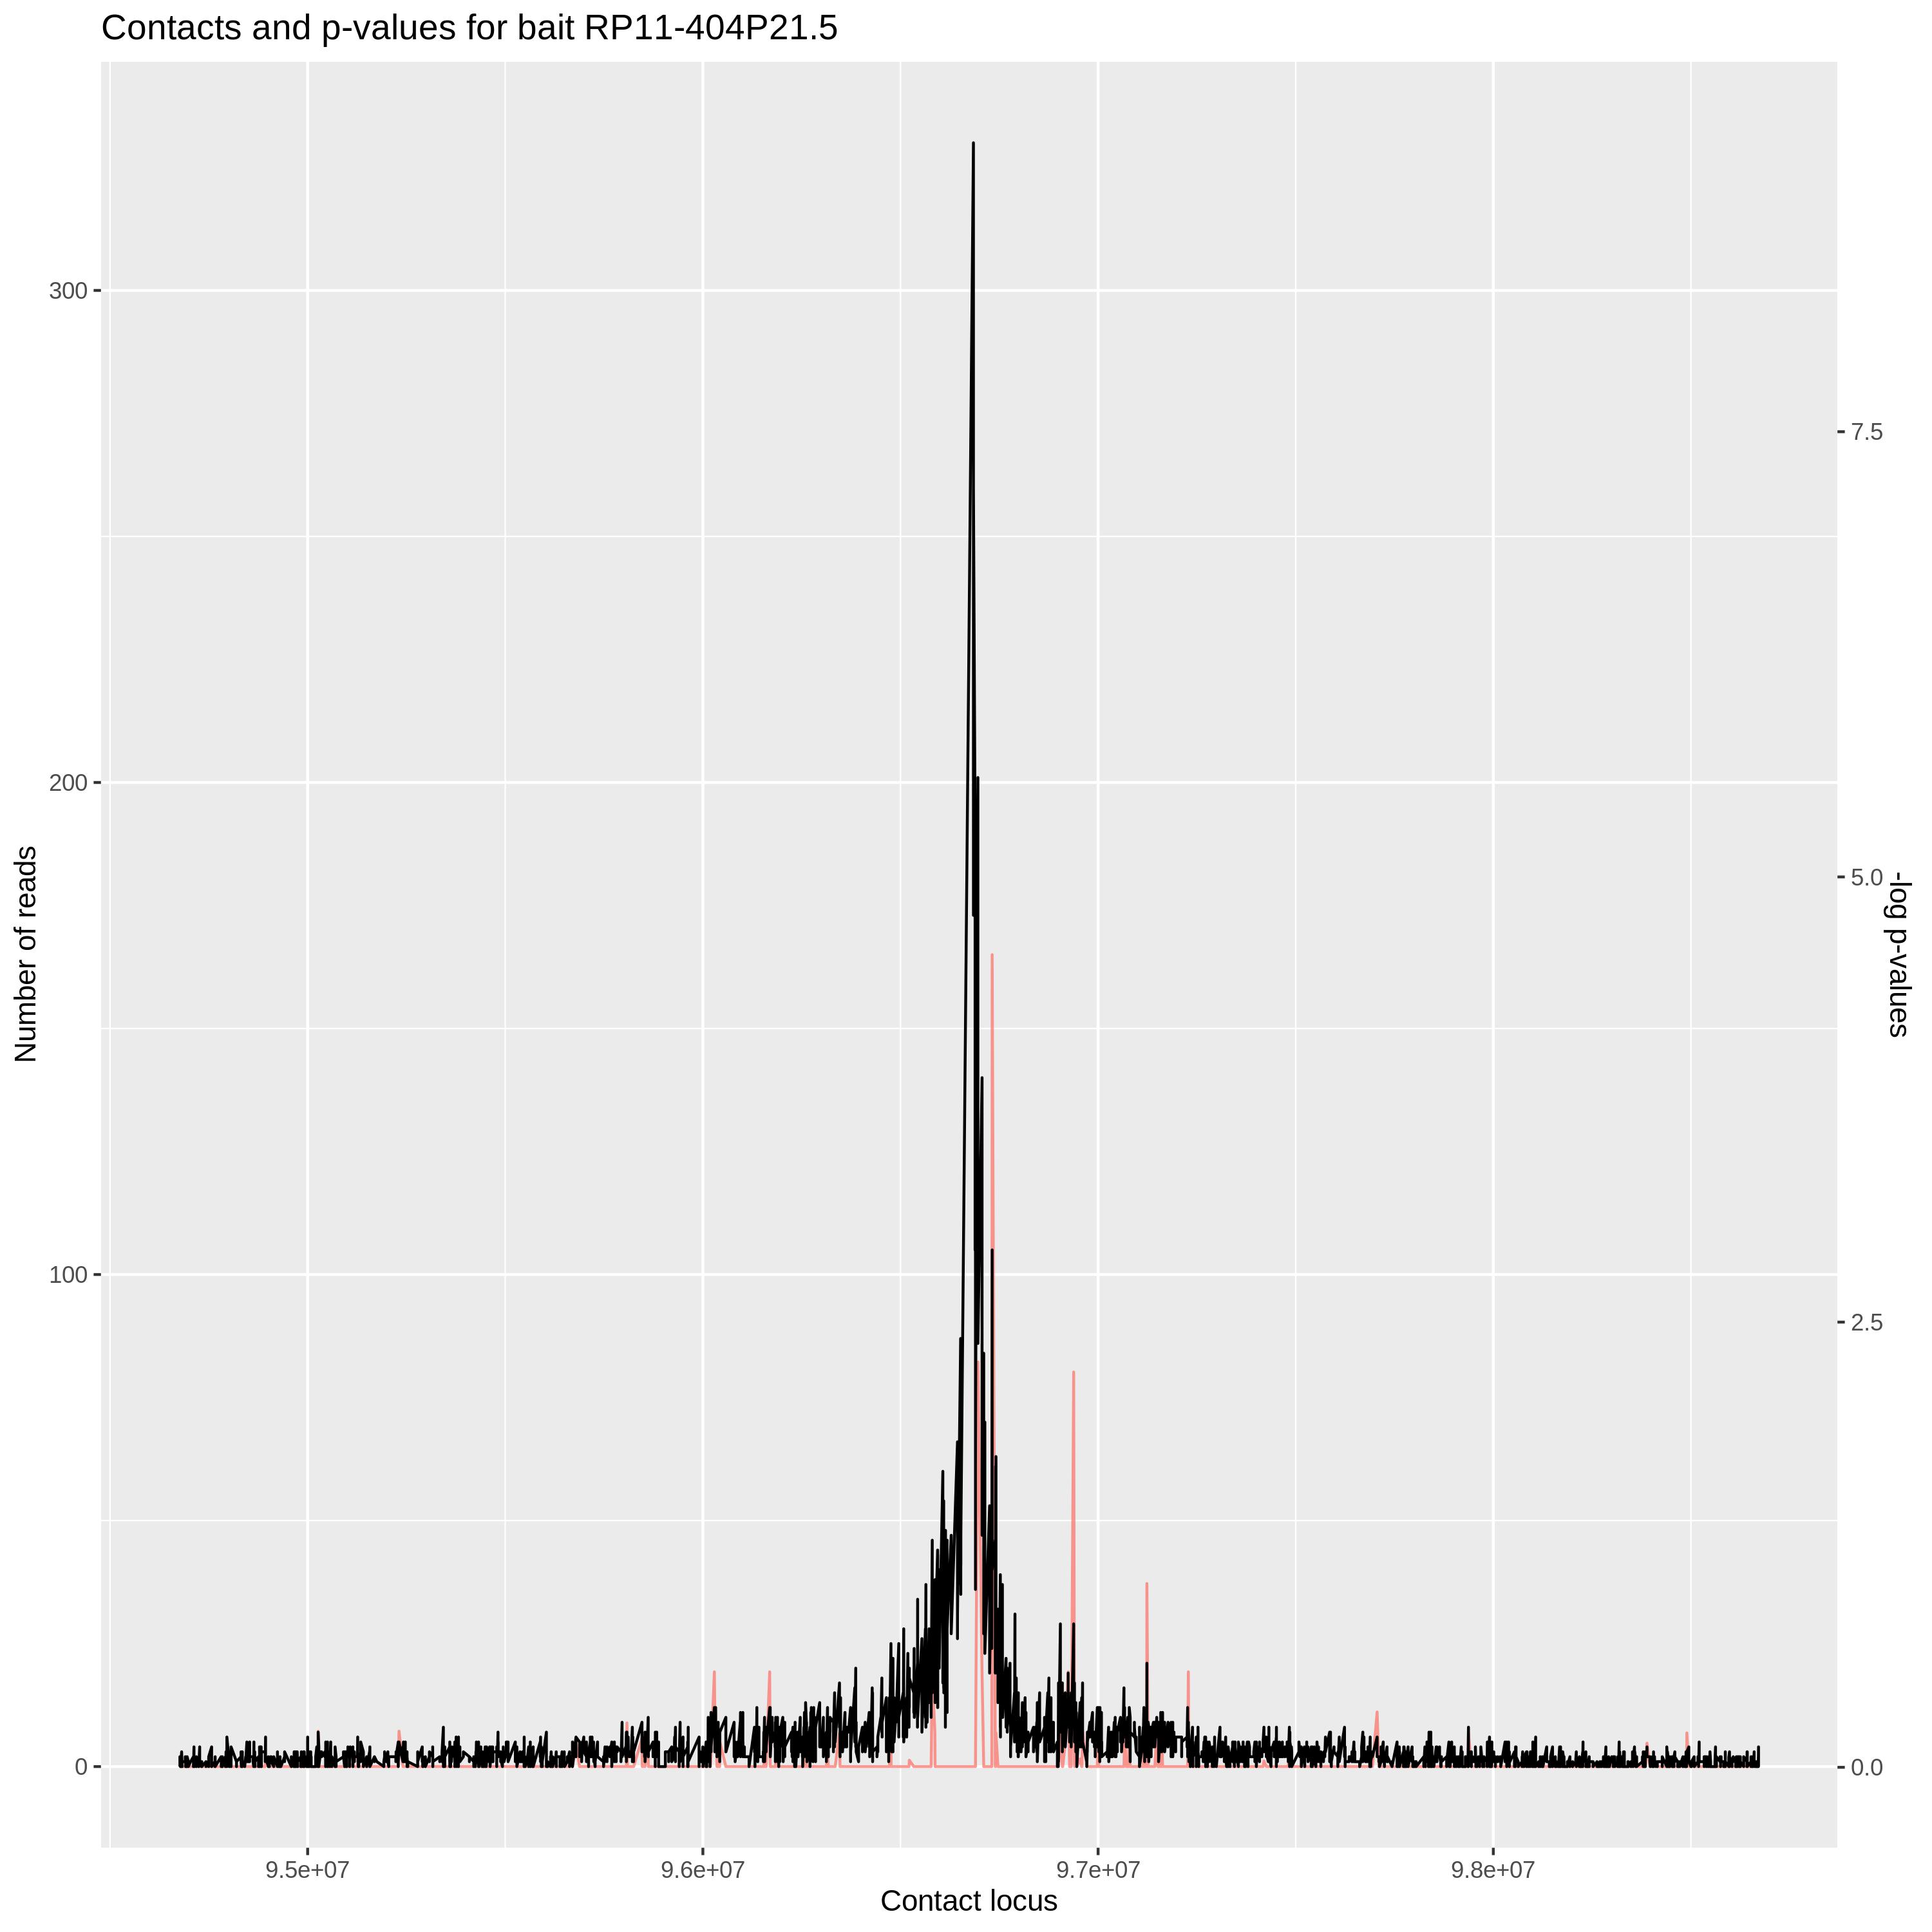 Contacts and p-values for bait RP11-404P21.5
300
200
100
0
Number of reads
7.5
5.0
2.5
0.0
-log p-values
9.5e+07
9.6e+07
9.7e+07
9.8e+07
Contact locus